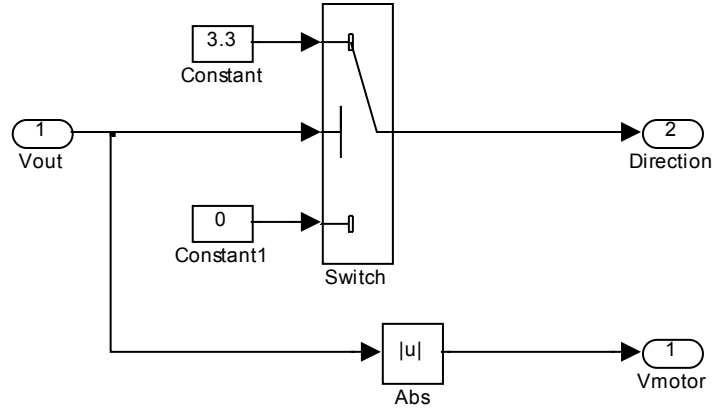 3.3
Constant
1
Vout
2
Direction
0
Constant1
Switch
|u|
Abs
1
Vmotor